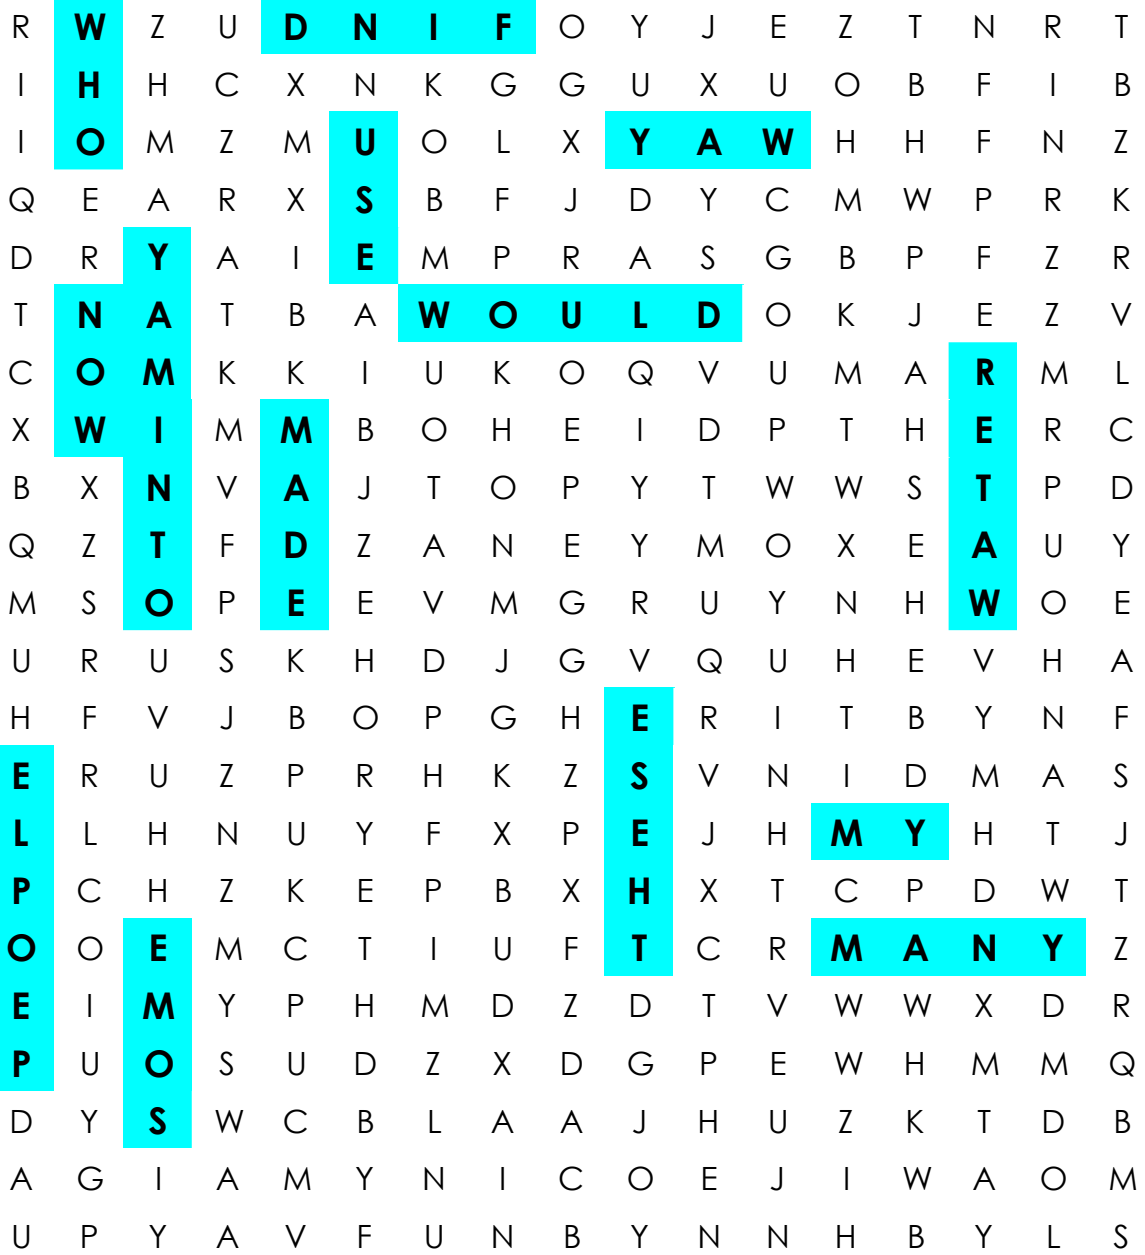 R W Z U D N I F O Y J E Z T N R T
I H H C X N K G G U X U O B F I B
I O M Z M U O L X Y A W H H F N Z
Q E A R X S B F J D Y C M W P R K
D R Y A I E M P R A S G B P F Z R
T N A T B A W O U L D O K J E Z V
C O M K K I U K O Q V U M A R M L
X W I M M B O H E I D P T H E R C
B X N V A J T O P Y T W W S T P D
Q Z T F D Z A N E Y M O X E A U Y
M S O P E E V M G R U Y N H W O E
U R U S K H D J G V Q U H E V H A
H F V J B O P G H E R I T B Y N F
E R U Z P R H K Z S V N I D M A S
L L H N U Y F X P E J H M Y H T J
P C H Z K E P B X H X T C P D W T
O O E M C T I U F T C R M A N Y Z
E I M Y P H M D Z D T V W W X D R
P U O S U D Z X D G P E W H M M Q
D Y S W C B L A A J H U Z K T D B
A G I A M Y N I C O E J I W A O M
U P Y A V F U N B Y N N H B Y L S